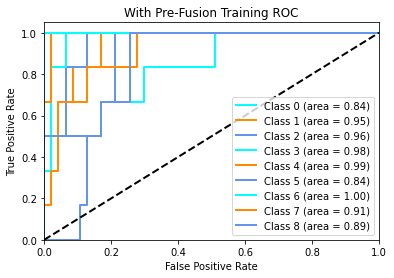 With Pre-Fusion Training ROC
1.0
0.8
0.6
0.4
0.2
0.0
True Positive Rate
Class 0 (area = 0.84)
Class 1 (area = 0.95)
Class 2 (area = 0.96)
Class 3 (area = 0.98)
Class 4 (area = 0.99)
Class 5 (area = 0.84)
Class 6 (area = 1.00)
Class 7 (area = 0.91)
Class 8 (area = 0.89)
0.0 0.2 0.4 0.6 0.8 1.0
False Positive Rate